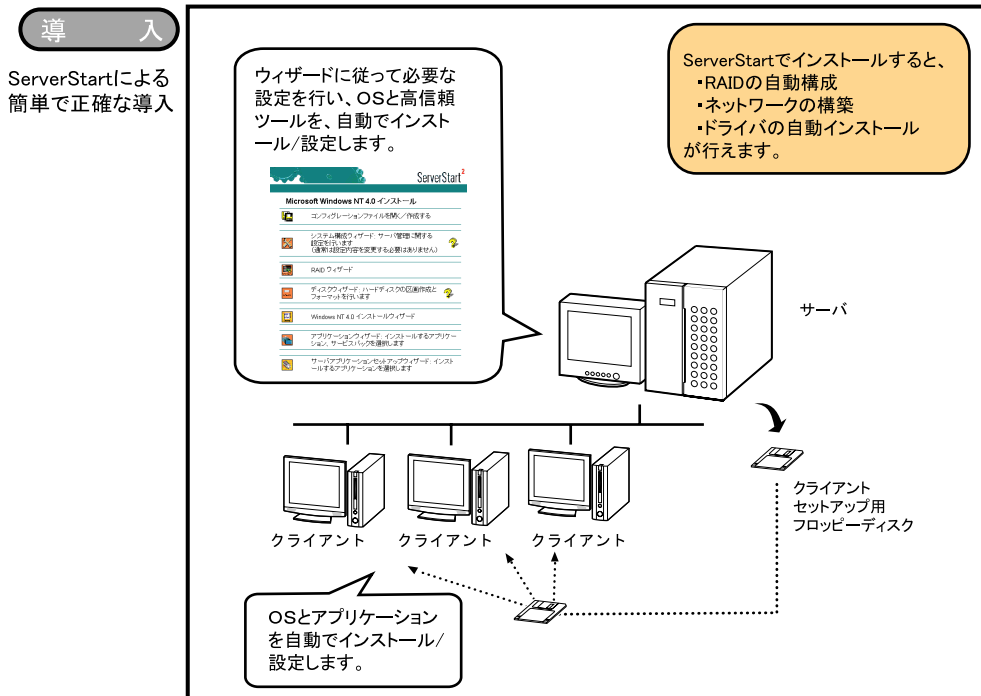 導 入
ServerStartによる
簡単で正確な導入
ウィザードに従って必要な
設定を行い、OSと高信頼
ツールを、自動でインスト
ール/設定します。
ServerStart2
Microsoft Windows NT 4.0 インストール
コンフィグレーションファイルを開く／作成する
システム構成ウィザード: サーバ管理に関する
設定を行います
(通常は設定内容を変更する必要はありません)
RAID ウィザード
ディスクウィザード: ハードディスクの区画作成と
フォーマットを行います
Windows NT 4.0 インストールウィザード
アプリケーションウィザード: インストールするアプリケー
ション、サービスパックを選択します
サーバアプリケーションセットアップウィザード: インスト
ールするアプリケーションを選択します
ServerStartでインストールすると、
・RAIDの自動構成
・ネットワークの構築
・ドライバの自動インストール
が行えます。
サーバ
クライアント
セットアップ用
フロッピーディスク
クライアント
クライアント
クライアント
OSとアプリケーション
を自動でインストール/
設定します。